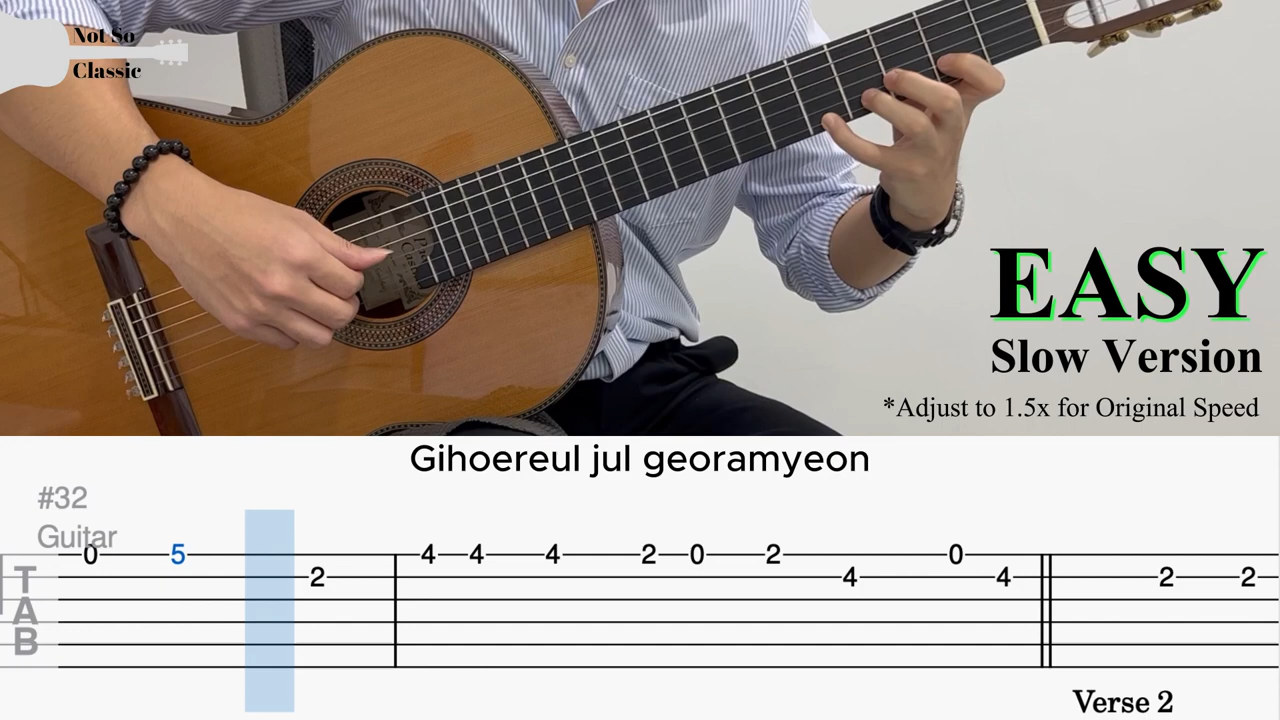 Not So
Classic
EASY
Slow Version
*Adjust to 1.5x for Original Speed
Gihoereul jul georamyeon
#32
Guitar
0 5 2 4 4 4 2 0 2 4 0 4 2 2
T
A
B
Verse 2